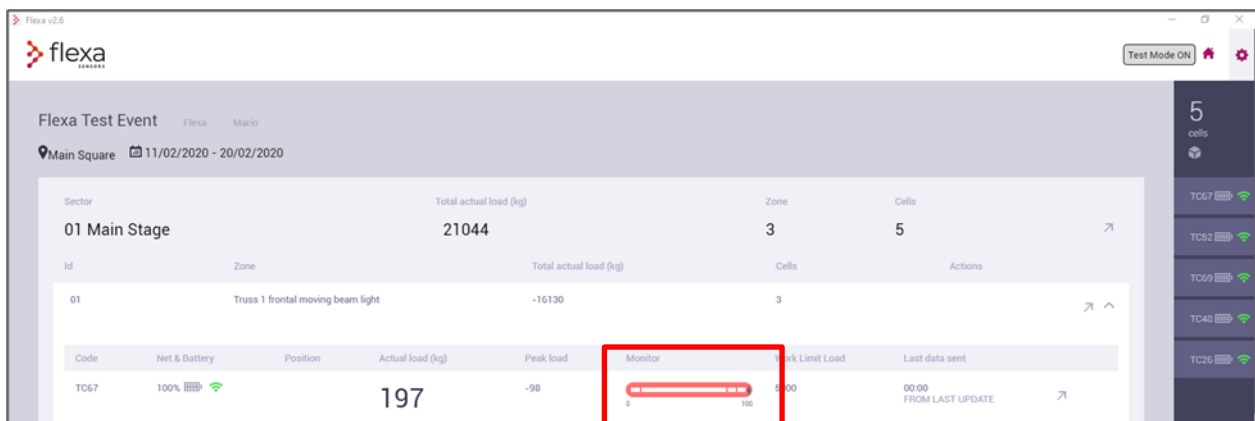 Flexa v2.6
flexa
SENSORS
Test Mode ON
Flexa Test Event Flexa Mario
Main Square 11/02/2020 - 20/02/2020
5
cells
Sector Total actual load (kg) Zone Cells
01 Main Stage 21044 3 5
Id Zone Total actual load (kg) Cells Actions
01 Truss 1 frontal moving beam light -16130 3
Code Net & Battery Position Actual load (kg) Peak load Monitor Work Limit Load Last data sent
TC67 100% 197 -98 0 100 00:00
FROM LAST UPDATE
TC67
TC52
TC69
TC48
TC26